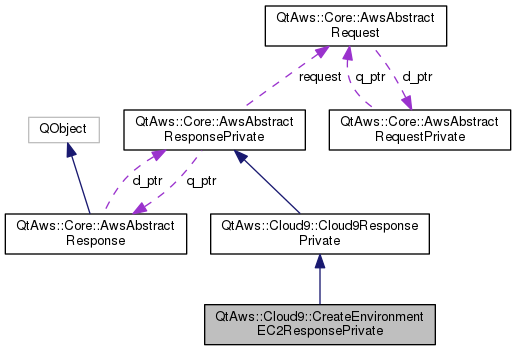 QtAws::Core::AwsAbstract
Request
request
q_ptr
d_ptr
QObject
QtAws::Core::AwsAbstract
ResponsePrivate
QtAws::Core::AwsAbstract
RequestPrivate
d_ptr
q_ptr
QtAws::Core::AwsAbstract
Response
QtAws::Cloud9::Cloud9Response
Private
QtAws::Cloud9::CreateEnvironment
EC2ResponsePrivate